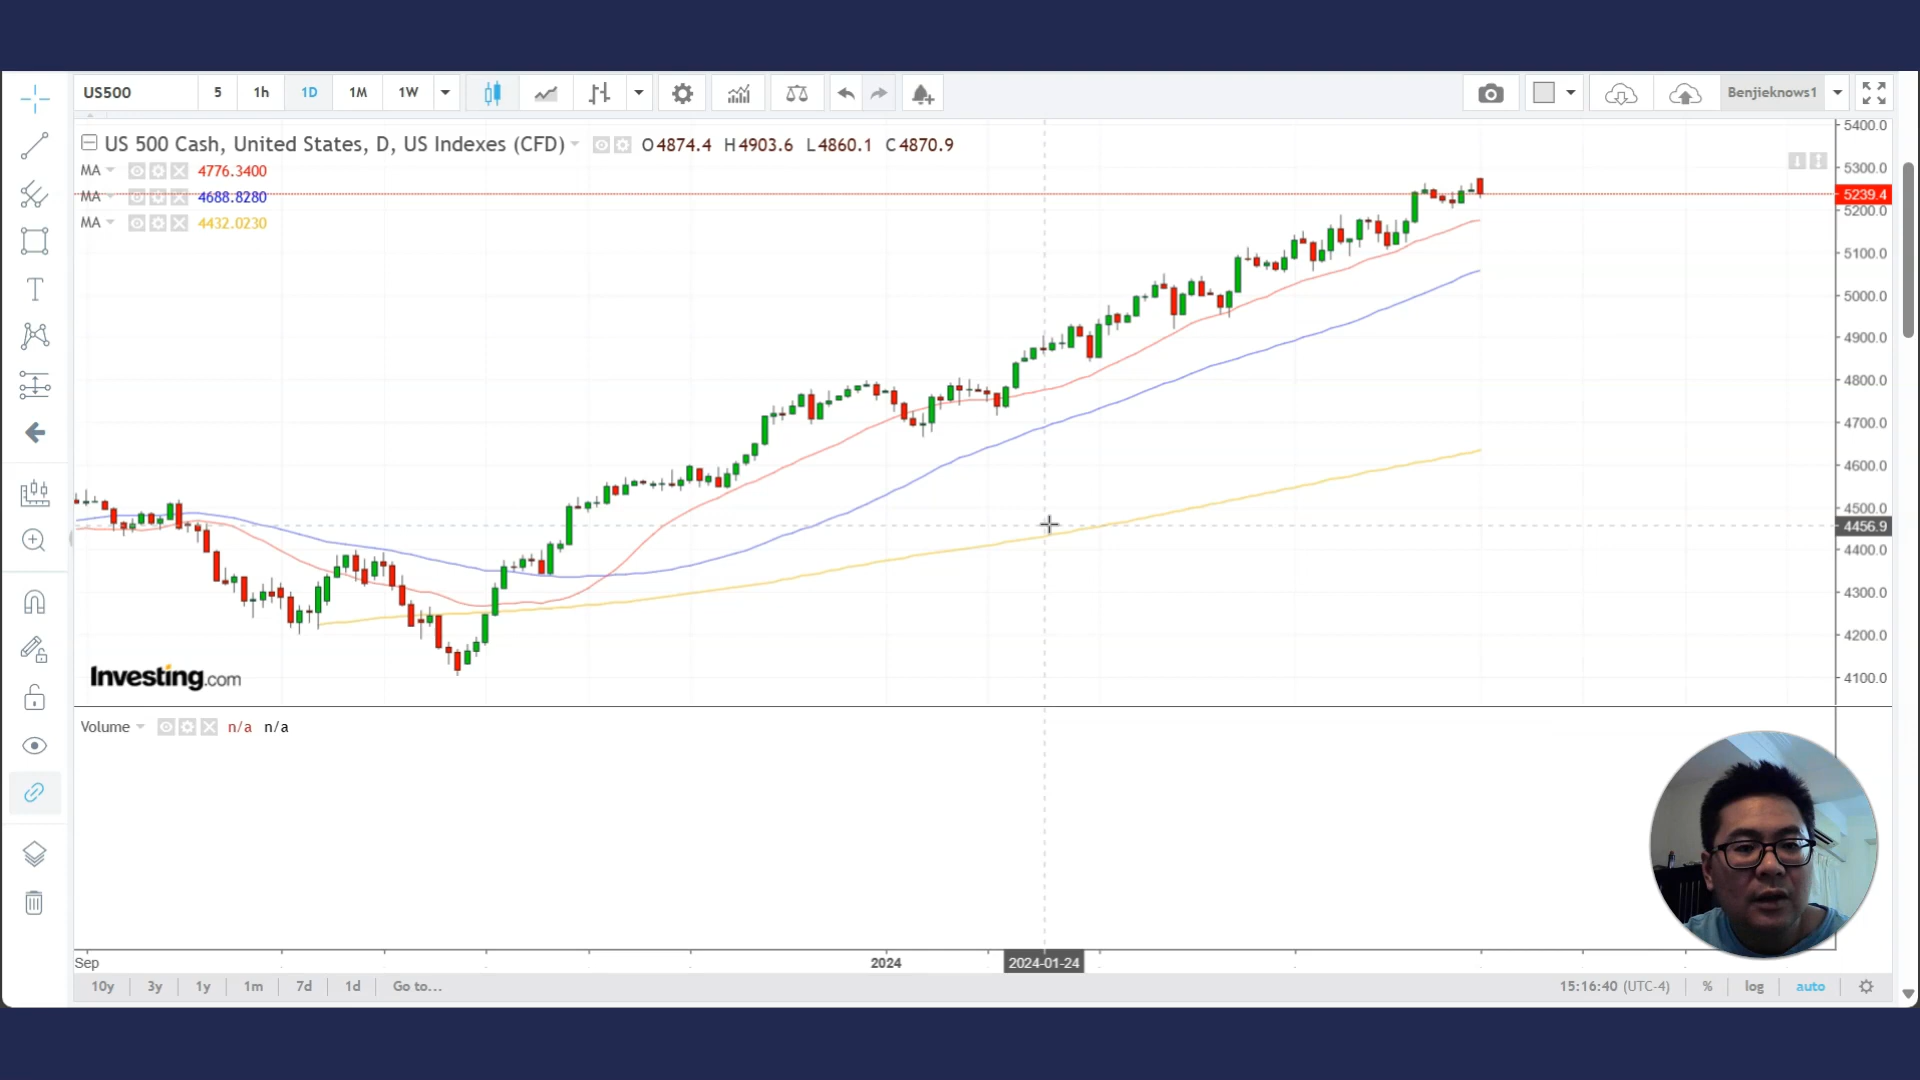 US500 5 1h 1D 1M 1W Benjieknows1
US 500 Cash, United States, D, US Indexes (CFD) O4874.4 H4903.6 L4860.1 C4870.9
MA 4776.3400
MA 4688.8280
MA 4432.0230
5400.0
5300.0
5239.4
5200.0
5100.0
5000.0
4900.0
4800.0
4700.0
4600.0
4500.0
4456.9
4400.0
4300.0
4200.0
4100.0
Investing.com
Volume n/a n/a
Sep 2024 2024-01-24
10y 3y 1y 1m 7d 1d Go to... 15:16:40 (UTC-4) % log auto